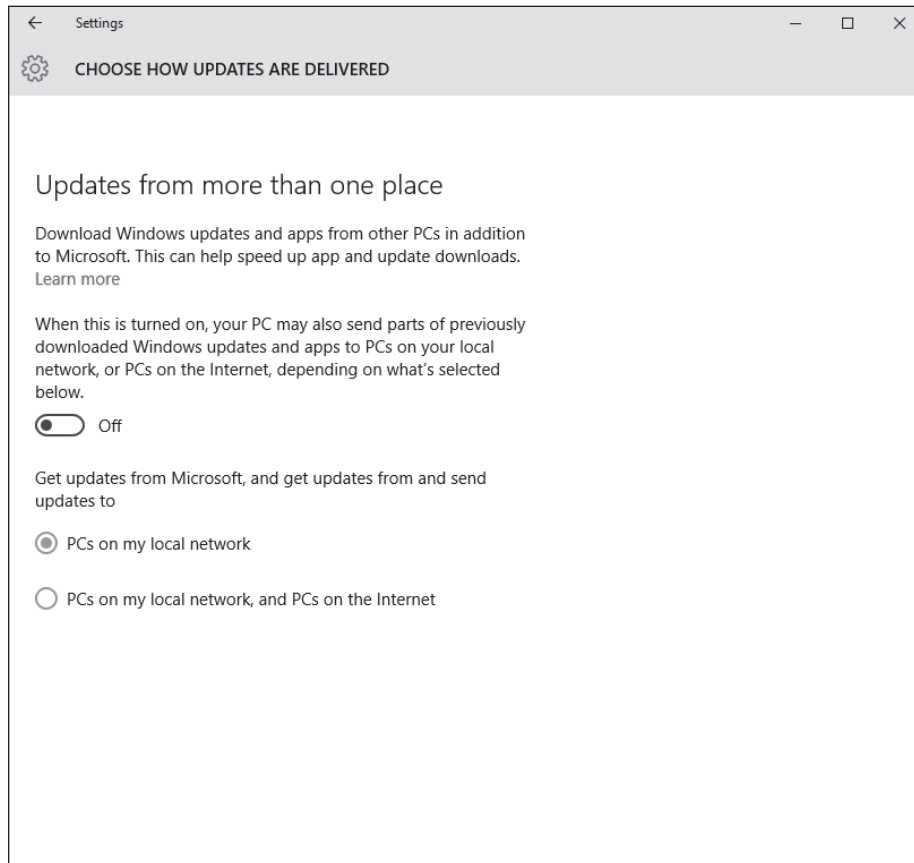 Settings
CHOOSE HOW UPDATES ARE DELIVERED
Updates from more than one place
Download Windows updates and apps from other PCs in addition
to Microsoft. This can help speed up app and update downloads.
Learn more
When this is turned on, your PC may also send parts of previously
downloaded Windows updates and apps to PCs on your local
network, or PCs on the Internet, depending on what’s selected
below.
Off
Get updates from Microsoft, and get updates from and send
updates to
PCs on my local network
PCs on my local network, and PCs on the Internet